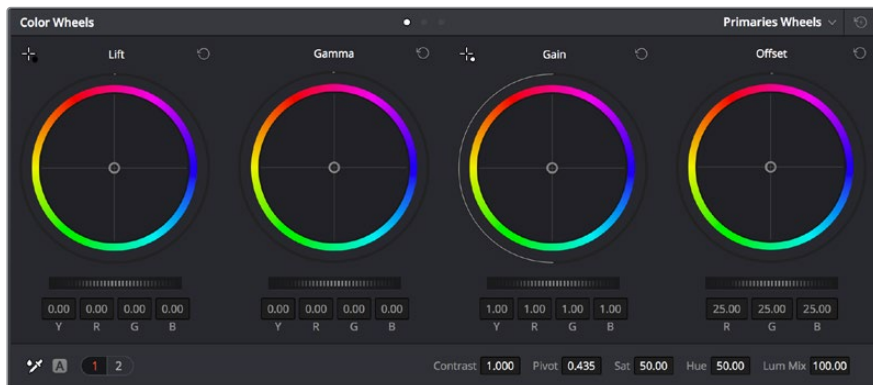 Color Wheels Primaries Wheels
Lift Gamma Gain Offset
0.00 0.00 0.00 0.00 0.00 0.00 0.00 0.00 1.00 1.00 1.00 1.00 25.00 25.00 25.00
Y R G B Y R G B Y R G B R G B
A 1 2 Contrast 1.000 Pivot 0.435 Sat 50.00 Hue 50.00 Lum Mix 100.00